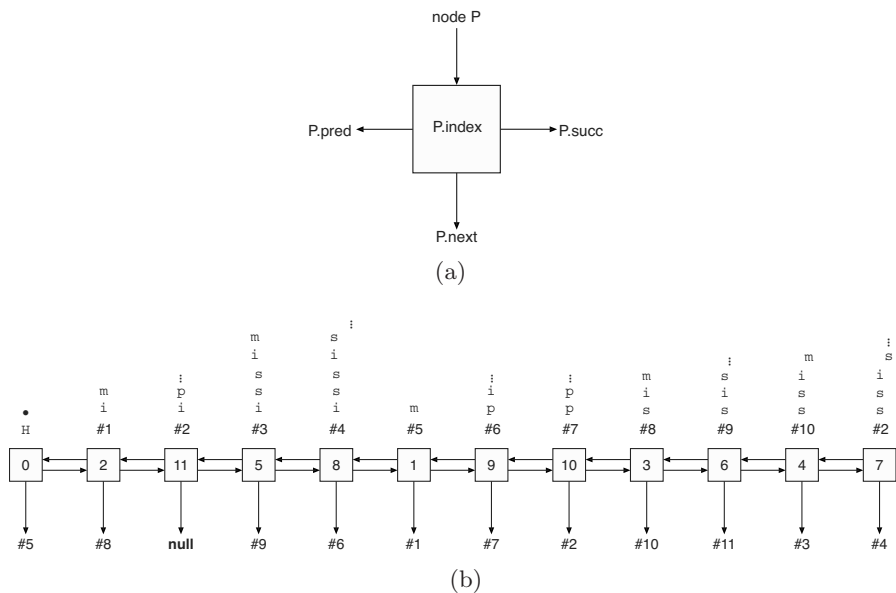 node P
P.pred
P.index
P.succ
P.next
(a)
⋮
m s ⋮
i i ⋮ m s
⋮ s s ⋮ ⋮ m s i i
m p s s i p i i s s
• i i i i m p p s s s s
H #1 #2 #3 #4 #5 #6 #7 #8 #9 #10 #2
0 2 11 5 8 1 9 10 3 6 4 7
#5 #8 null #9 #6 #1 #7 #2 #10 #11 #3 #4
(b)